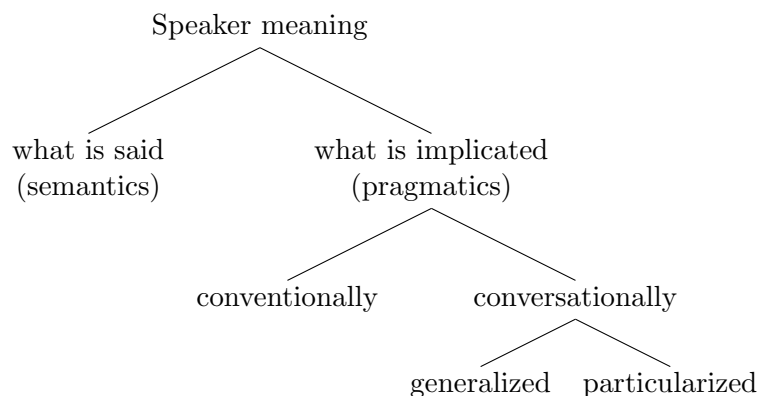 Speaker meaning
what is said
(semantics)
what is implicated
(pragmatics)
conventionally
conversationally
generalized
particularized